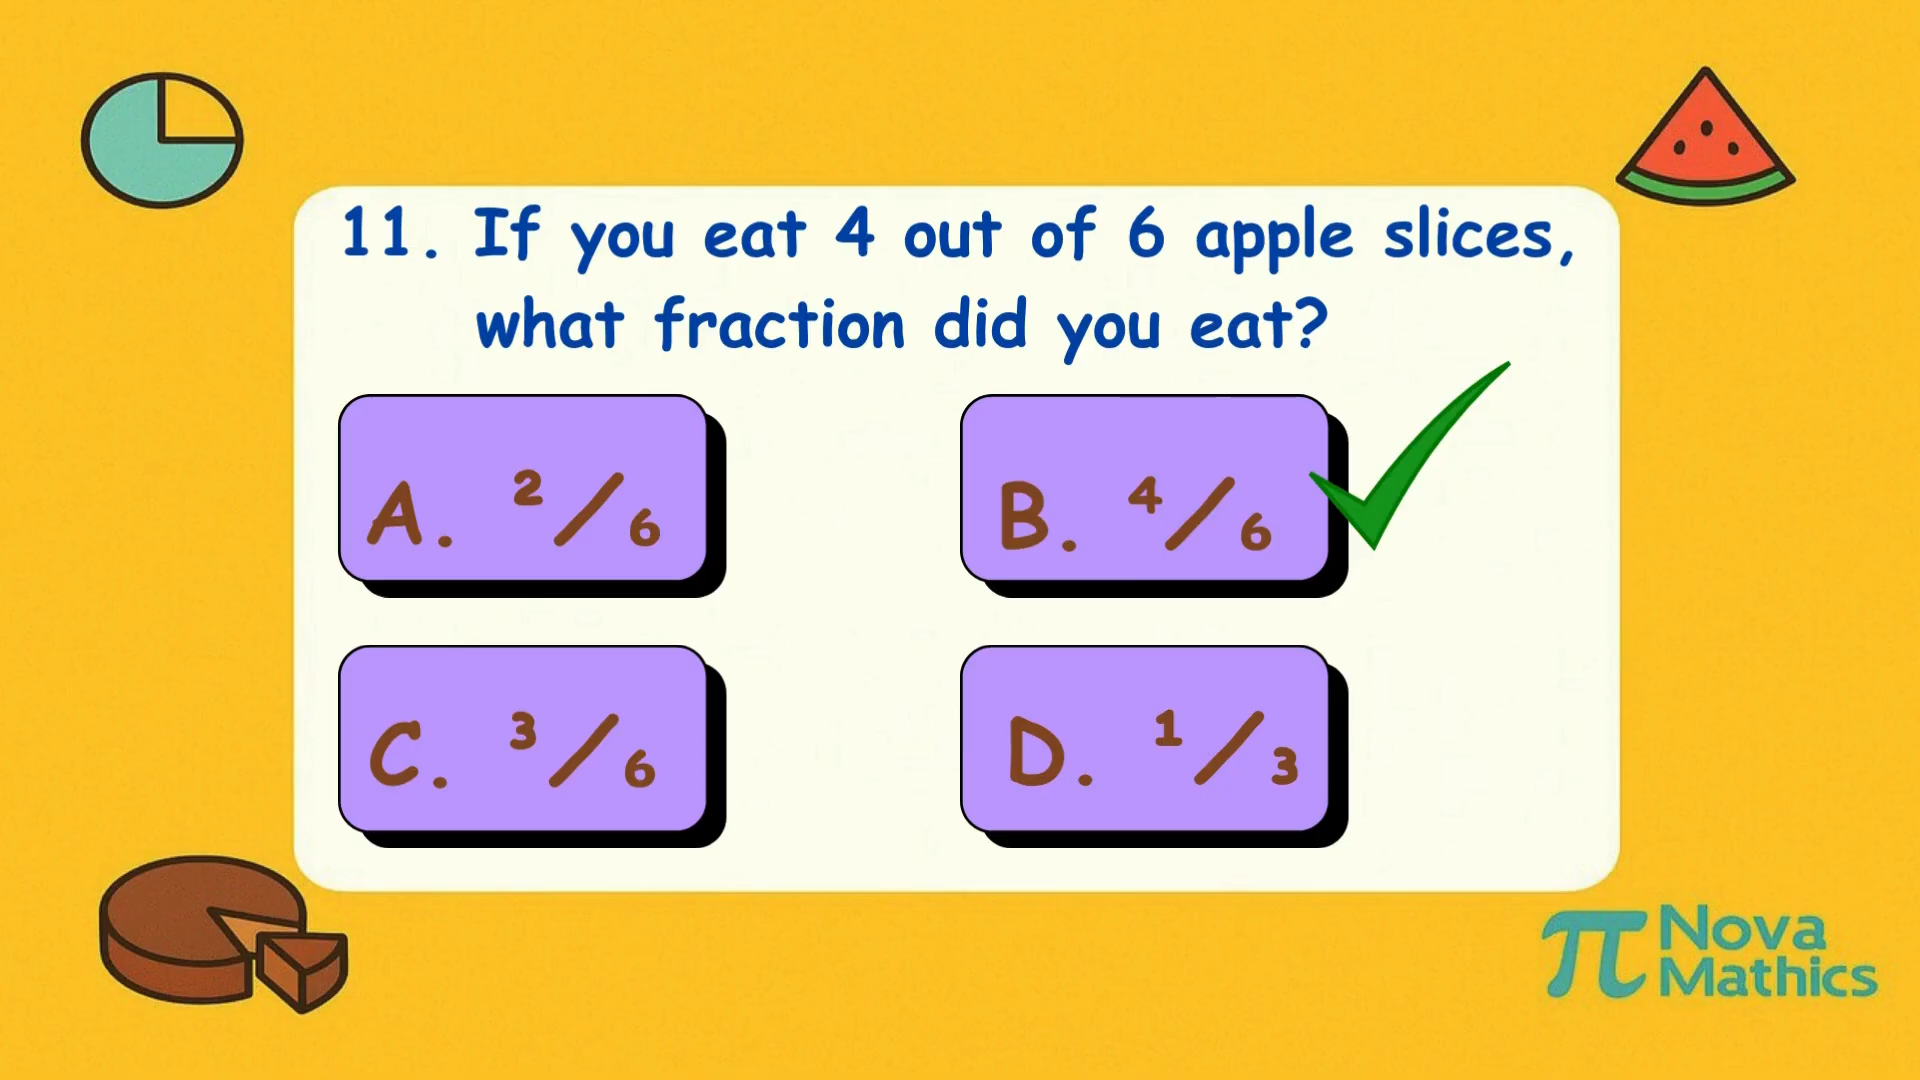 11. If you eat 4 out of 6 apple slices,
what fraction did you eat?
A. 2/6
B. 4/6
C. 3/6
D. 1/3
π Nova
Mathics